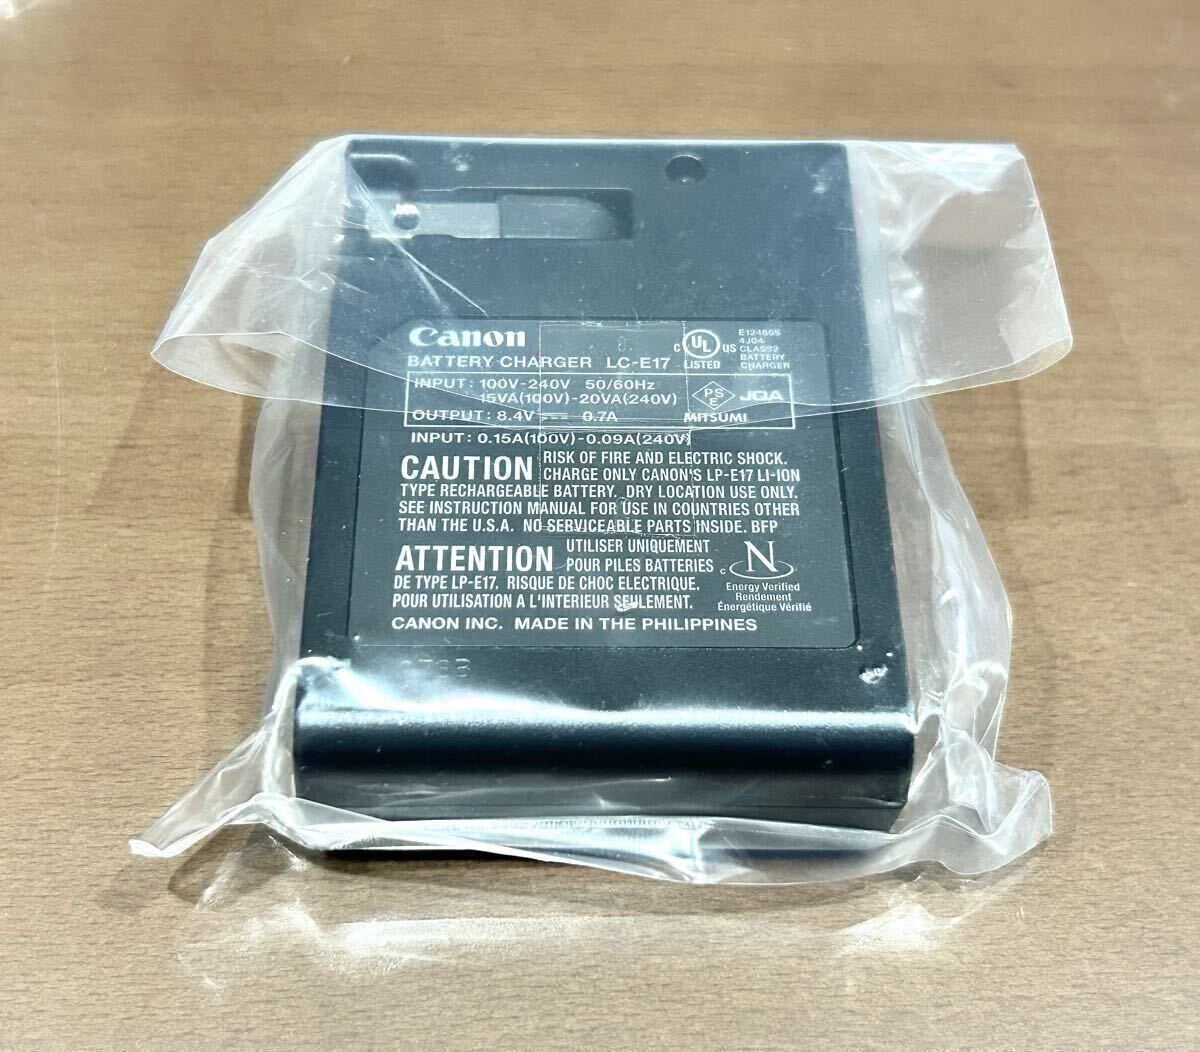 Canon
BATTERY CHARGER LC-E17
c UL US
LISTED
4J04
CLASS2
BATTERY
CHARGER
INPUT: 100V-240V 50/60Hz
15VA(100V)-20VA(240V)
OUTPUT: 8.4V ⎓ 0.7A
PS
E
JQA
MITSUMI
INPUT: 0.15A(100V)-0.09A(240V)
CAUTION RISK OF FIRE AND ELECTRIC SHOCK.
CHARGE ONLY CANON'S LP-E17 LI-ION
TYPE RECHARGEABLE BATTERY. DRY LOCATION USE ONLY.
SEE INSTRUCTION MANUAL FOR USE IN COUNTRIES OTHER
THAN THE U.S.A. NO SERVICEABLE PARTS INSIDE. BFP
ATTENTION UTILISER UNIQUEMENT
POUR PILES BATTERIES
DE TYPE LP-E17. RISQUE DE CHOC ELECTRIQUE.
POUR UTILISATION A L'INTERIEUR SEULEMENT.
c N
Energy Verified
Rendement
Énergétique Vérifié
CANON INC. MADE IN THE PHILIPPINES